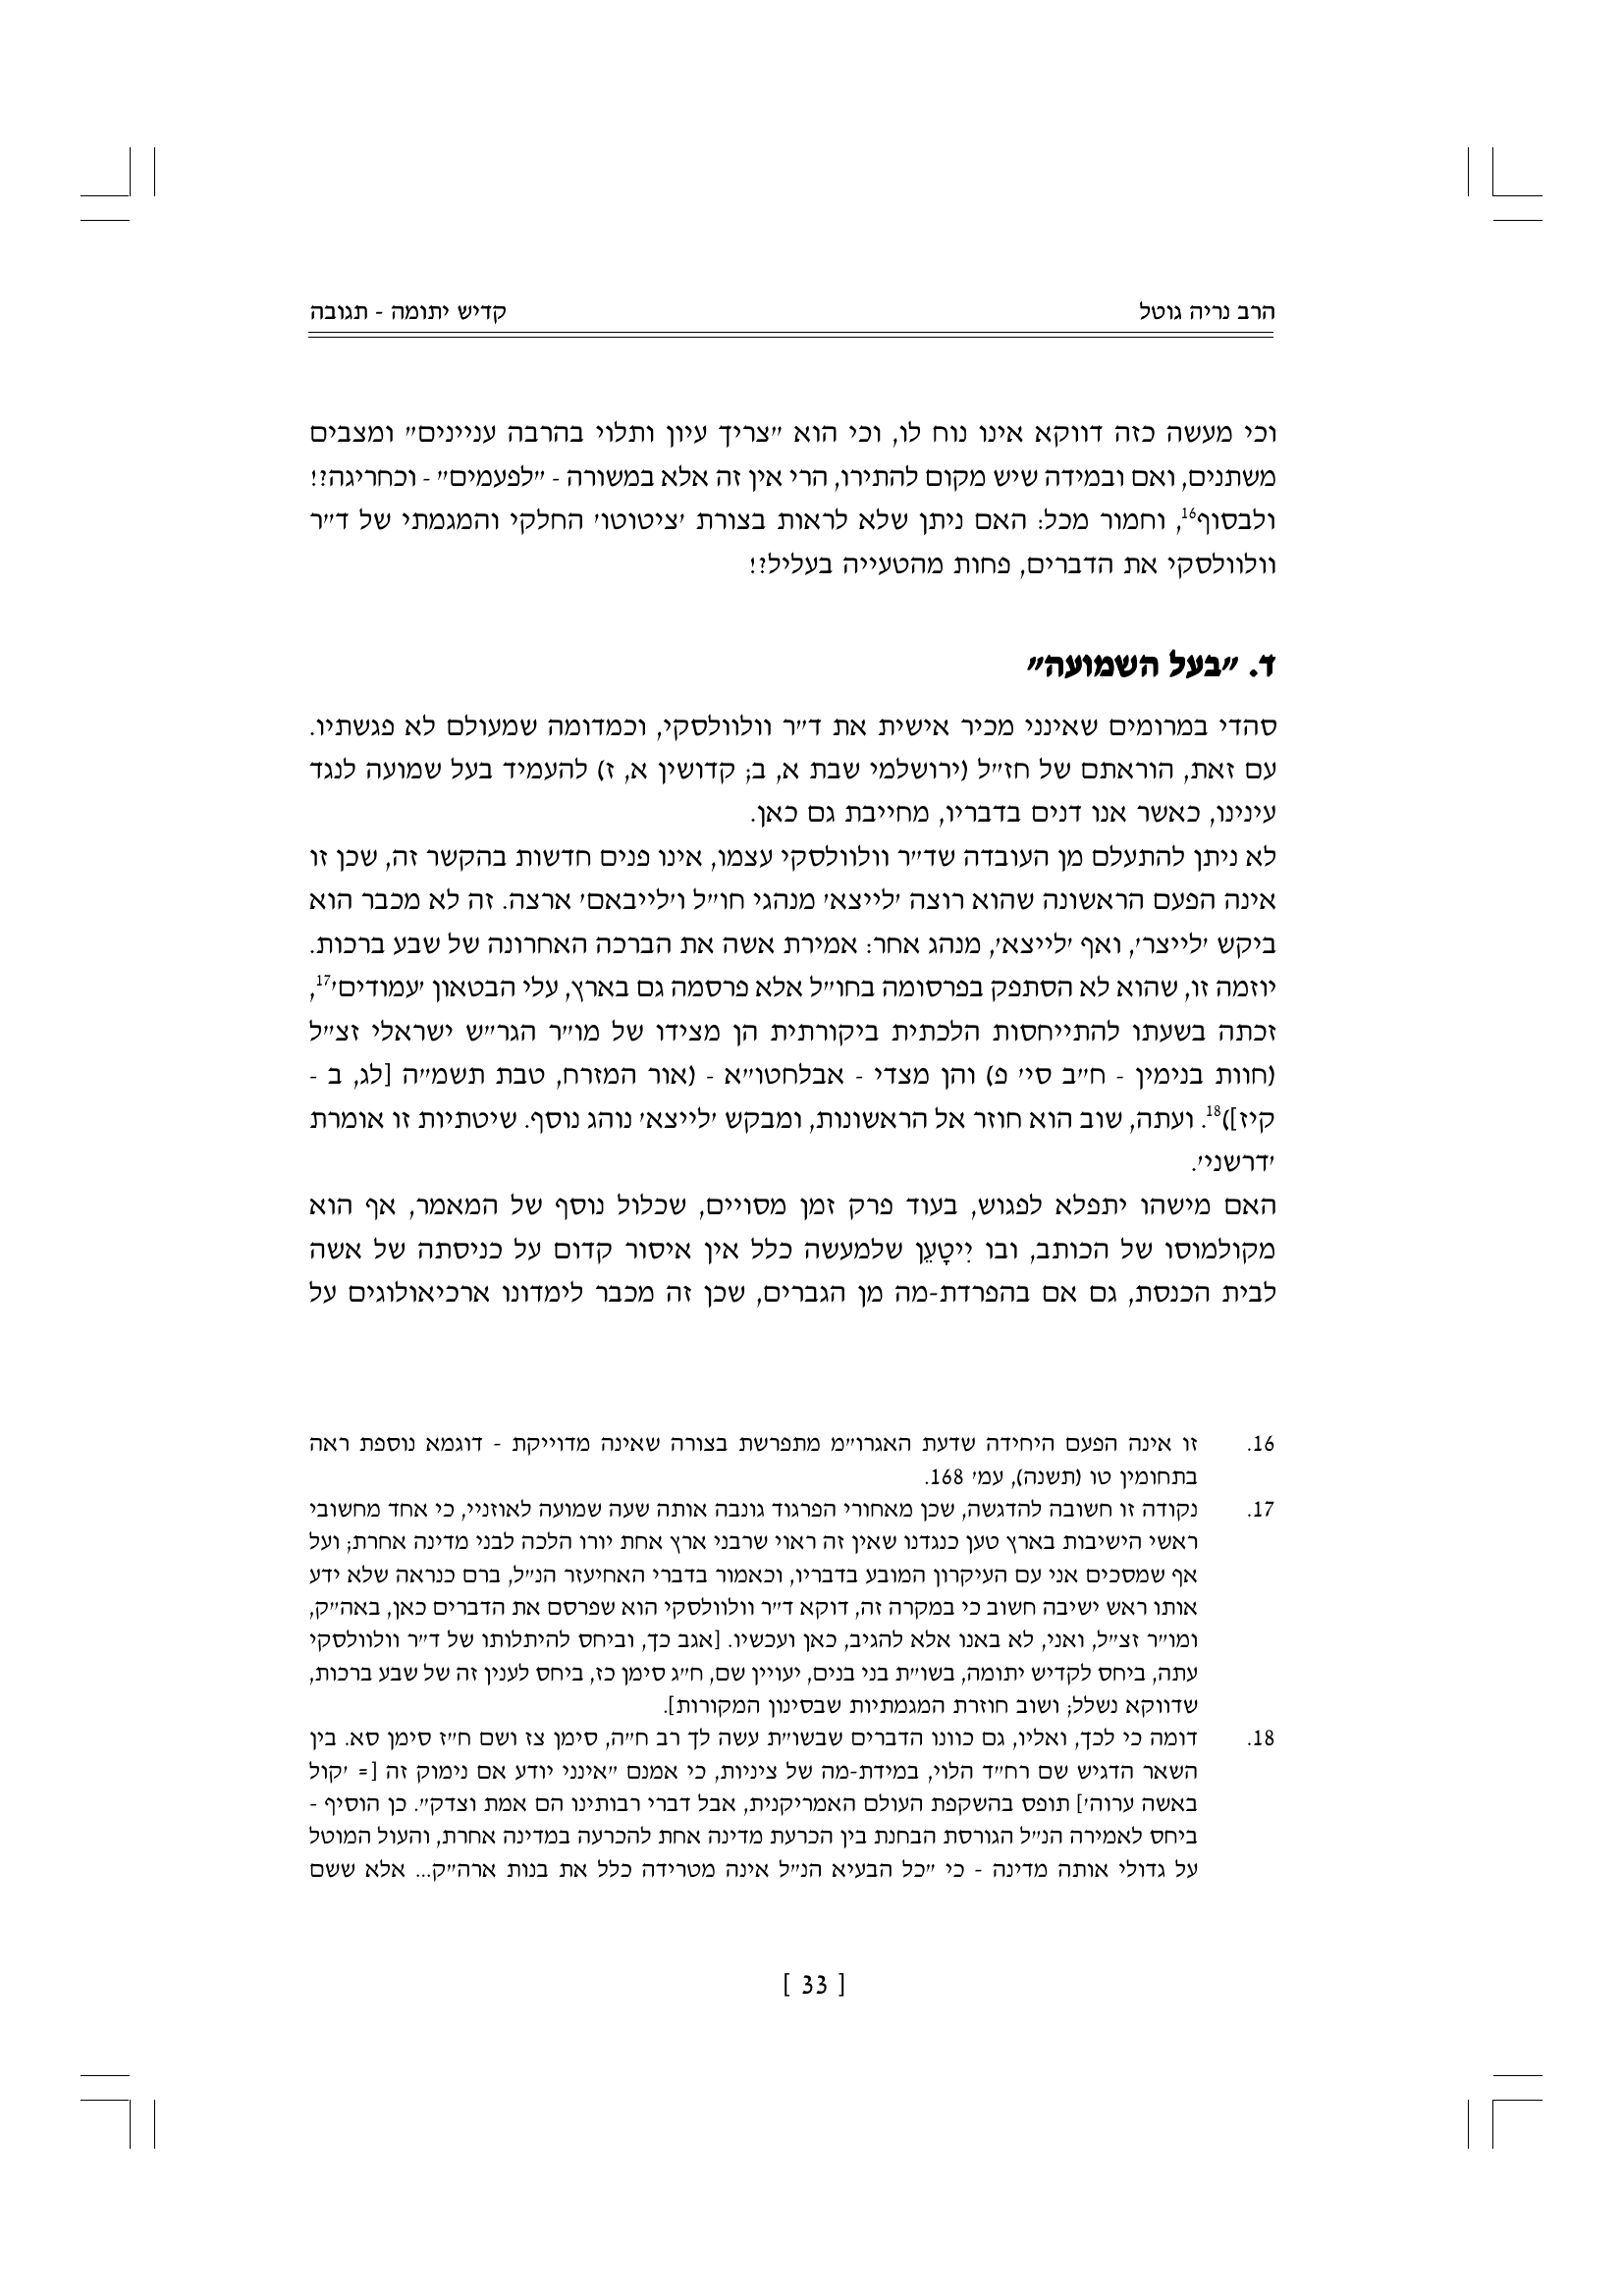 הרב נריה גוטל
קדיש יתומה - תגובה
וכי מעשה כזה דווקא אינו נוח לו, וכי הוא "צריך עיון ותלוי בהרבה עניינים" ומצבים
משתנים, ואם ובמידה שיש מקום להתירו, הרי אין זה אלא במשורה - "לפעמים" - וכחריגה?!
ולבסוף16, וחמור מכל: האם ניתן שלא לראות בצורת 'ציטוטו' החלקי והמגמתי של ד"ר
וולוולסקי את הדברים, פחות מהטעייה בעליל?!
ד. "בעל השמועה"
סהדי במרומים שאינני מכיר אישית את ד"ר וולוולסקי, וכמדומה שמעולם לא פגשתיו.
עם זאת, הוראתם של חז"ל (ירושלמי שבת א, ב; קדושין א, ז) להעמיד בעל שמועה לנגד
עינינו, כאשר אנו דנים בדבריו, מחייבת גם כאן.
לא ניתן להתעלם מן העובדה שד"ר וולוולסקי עצמו, אינו פנים חדשות בהקשר זה, שכן זו
אינה הפעם הראשונה שהוא רוצה 'לייצא' מנהגי חו"ל ו'לייבאם' ארצה. זה לא מכבר הוא
ביקש 'לייצר', ואף 'לייצא', מנהג אחר: אמירת אשה את הברכה האחרונה של שבע ברכות.
יוזמה זו, שהוא לא הסתפק בפרסומה בחו"ל אלא פרסמה גם בארץ, עלי הבטאון 'עמודים'17,
זכתה בשעתו להתייחסות הלכתית ביקורתית הן מצידו של מו"ר הגר"ש ישראלי זצ"ל
(חוות בנימין - ח"ב סי' פ) והן מצדי - אבלחטו"א - (אור המזרח, טבת תשמ"ה [לג, ב -
קיז])18. ועתה, שוב הוא חוזר אל הראשונות, ומבקש 'לייצא' נוהג נוסף. שיטתיות זו אומרת
'דרשני'.
האם מישהו יתפלא לפגוש, בעוד פרק זמן מסויים, שכלול נוסף של המאמר, אף הוא
מקולמוסו של הכותב, ובו יִיטָעֵן שלמעשה כלל אין איסור קדום על כניסתה של אשה
לבית הכנסת, גם אם בהפרדת-מה מן הגברים, שכן זה מכבר לימדונו ארכיאולוגים על
16. זו אינה הפעם היחידה שדעת האגרו"מ מתפרשת בצורה שאינה מדוייקת - דוגמא נוספת ראה
בתחומין טו (תשנה), עמ' 168.
17. נקודה זו חשובה להדגשה, שכן מאחורי הפרגוד גונבה אותה שעה שמועה לאוזניי, כי אחד מחשובי
ראשי הישיבות בארץ טען כנגדנו שאין זה ראוי שרבני ארץ אחת יורו הלכה לבני מדינה אחרת; ועל
אף שמסכים אני עם העיקרון המובע בדבריו, וכאמור בדברי האחיעזר הנ"ל, ברם כנראה שלא ידע
אותו ראש ישיבה חשוב כי במקרה זה, דוקא ד"ר וולוולסקי הוא שפרסם את הדברים כאן, באה"ק,
ומו"ר זצ"ל, ואני, לא באנו אלא להגיב, כאן ועכשיו. [אגב כך, וביחס להיתלותו של ד"ר וולוולסקי
עתה, ביחס לקדיש יתומה, בשו"ת בני בנים, יעויין שם, ח"ג סימן כז, ביחס לענין זה של שבע ברכות,
שדווקא נשלל; ושוב חוזרת המגמתיות שבסינון המקורות].
18. דומה כי לכך, ואליו, גם כוונו הדברים שבשו"ת עשה לך רב ח"ה, סימן צז ושם ח"ז סימן סא. בין
השאר הדגיש שם רח"ד הלוי, במידת-מה של ציניות, כי אמנם "אינני יודע אם נימוק זה [= 'קול
באשה ערוה'] תופס בהשקפת העולם האמריקנית, אבל דברי רבותינו הם אמת וצדק". כן הוסיף -
ביחס לאמירה הנ"ל הגורסת הבחנת בין הכרעת מדינה אחת להכרעה במדינה אחרת, והעול המוטל
על גדולי אותה מדינה - כי "כל הבעיא הנ"ל אינה מטרידה כלל את בנות ארה"ק... אלא ששם
[ 33 ]